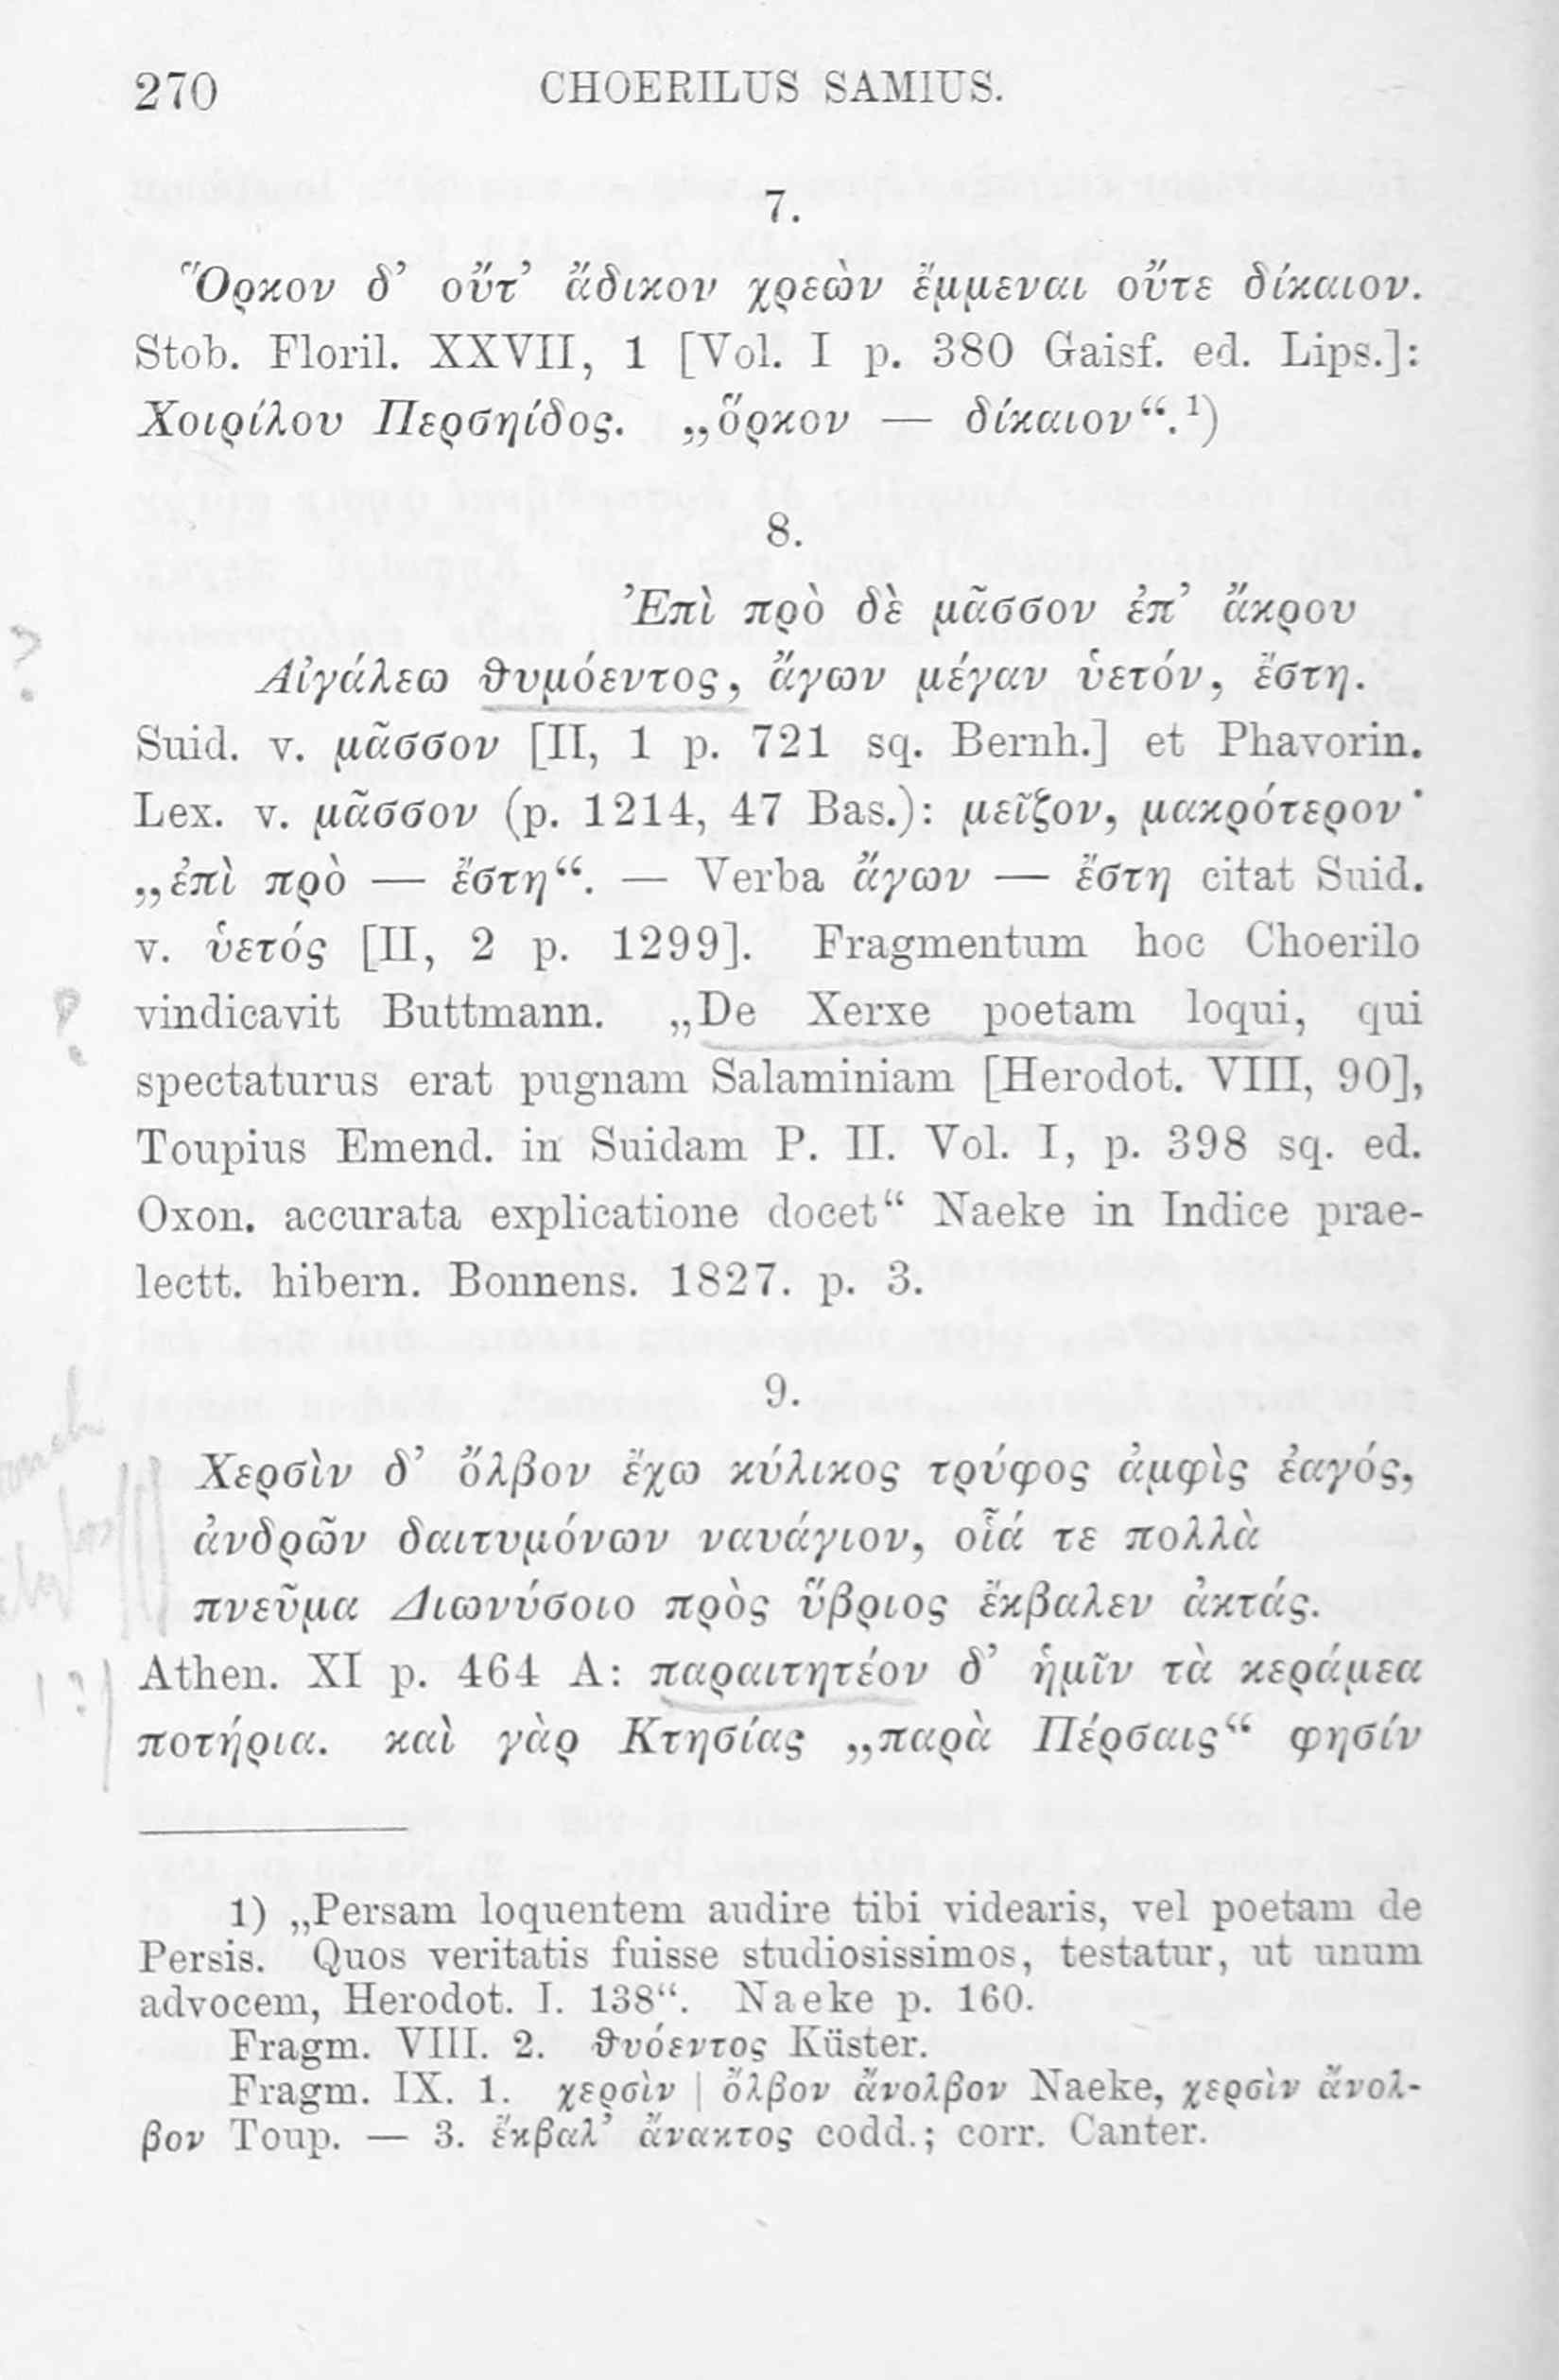 270 CHOERILUS SAMIUS.
7.
Ὅρκον δ’ οὔτ’ ἄδικον χρεὼν ἔμμεναι οὔτε δίκαιον.
Stob. Floril. XXVII, 1 [Vol. I p. 380 Gaisf. ed. Lips.]:
Χοιρίλου Περσηίδος. „ὅρκον — δίκαιον“.¹)
8.
Ἐπὶ πρὸ δὲ μᾶσσον ἐπ’ ἄκρου
Αἰγάλεω θυμόεντος, ἄγων μέγαν ὑετόν, ἔστη.
Suid. v. μᾶσσον [II, 1 p. 721 sq. Bernh.] et Phavorin.
Lex. v. μᾶσσον (p. 1214, 47 Bas.): μεῖζον, μακρότερον·
„ἐπὶ πρὸ — ἔστη“. — Verba ἄγων — ἔστη citat Suid.
v. ὑετός [II, 2 p. 1299]. Fragmentum hoc Choerilo
vindicavit Buttmann. „De Xerxe poetam loqui, qui
spectaturus erat pugnam Salaminiam [Herodot. VIII, 90],
Toupius Emend. in Suidam P. II. Vol. I, p. 398 sq. ed.
Oxon. accurata explicatione docet“ Naeke in Indice prae-
lectt. hibern. Bonnens. 1827. p. 3.
9.
Χερσὶν δ’ ὄλβον ἔχω κύλικος τρύφος ἀμφὶς ἐαγός,
ἀνδρῶν δαιτυμόνων ναυάγιον, οἷά τε πολλὰ
πνεῦμα Διωνύσοιο πρὸς ὕβριος ἔκβαλεν ἀκτάς.
Athen. XI p. 464 A: παραιτητέον δ’ ἡμῖν τὰ κεράμεα
ποτήρια. καὶ γὰρ Κτησίας „παρὰ Πέρσαις“ φησίν
1) „Persam loquentem audire tibi videaris, vel poetam de
Persis. Quos veritatis fuisse studiosissimos, testatur, ut unum
advocem, Herodot. I. 138“. Naeke p. 160.
Fragm. VIII. 2. θυόεντος Küster.
Fragm. IX. 1. χερσὶν | ὄλβον ἄνολβον Naeke, χερσὶν ἄνολ-
βον Toup. — 3. ἔκβαλ’ ἄνακτος codd.; corr. Canter.